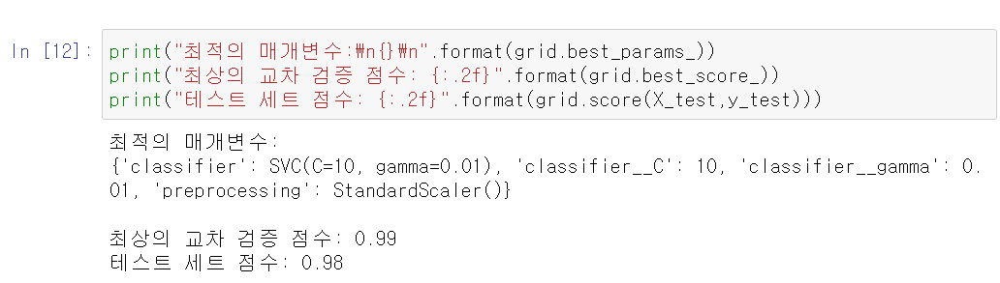 In [12]: print("최적의 매개변수:₩n{}₩n".format(grid.best_params_))
print("최상의 교차 검증 점수: {:.2f}".format(grid.best_score_))
print("테스트 세트 점수: {:.2f}".format(grid.score(X_test,y_test)))
최적의 매개변수:
{'classifier': SVC(C=10, gamma=0.01), 'classifier__C': 10, 'classifier__gamma': 0.
01, 'preprocessing': StandardScaler()}
최상의 교차 검증 점수: 0.99
테스트 세트 점수: 0.98